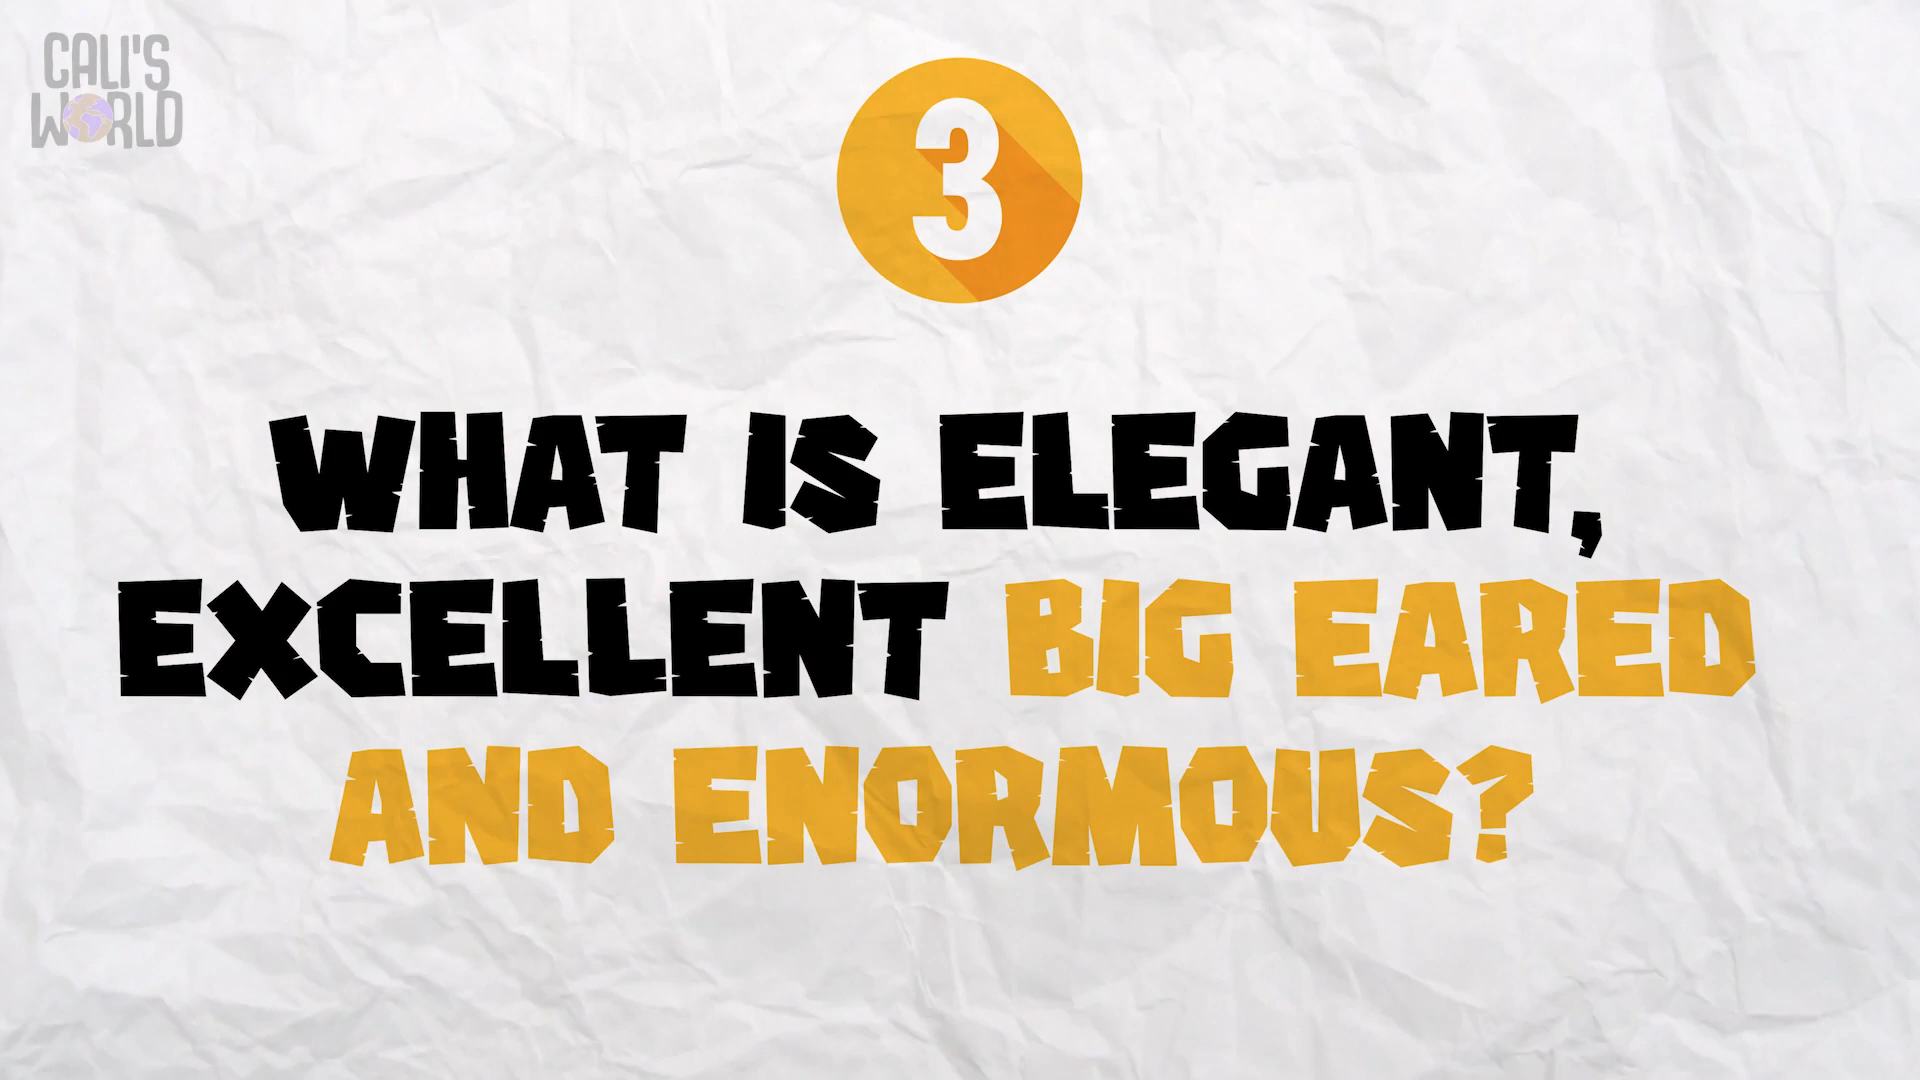 CALI'S
WORLD
3
WHAT IS ELEGANT,
EXCELLENT BIG EARED
AND ENORMOUS?